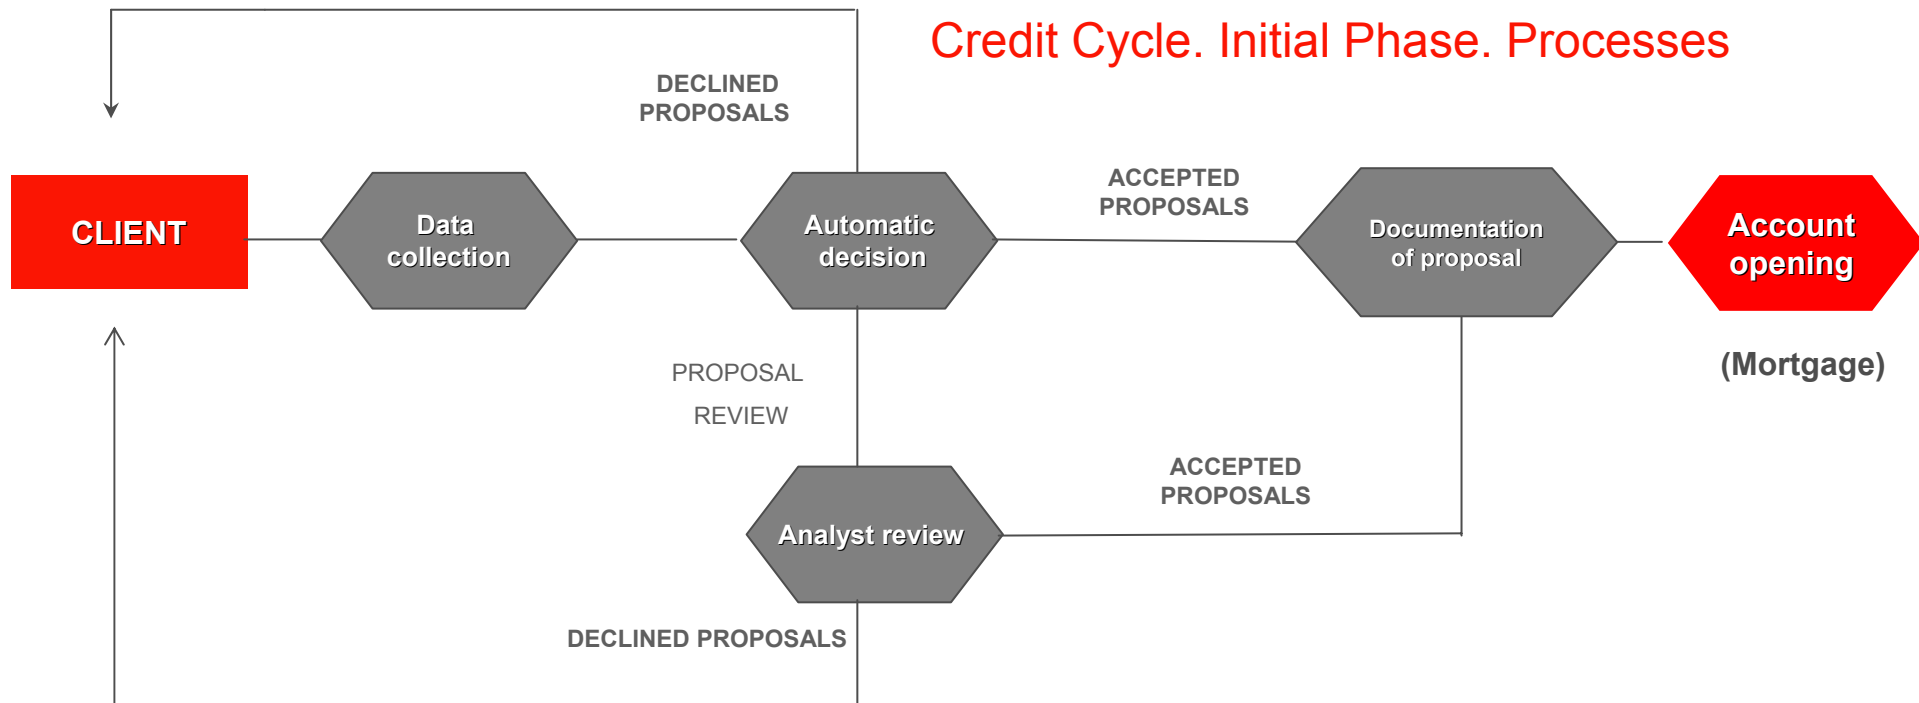 Credit Cycle. Initial Phase. Processes
DECLINED
PROPOSALS
CLIENT
Data
collection
Automatic
decision
ACCEPTED
PROPOSALS
Documentation
of proposal
Account
opening
(Mortgage)
PROPOSAL
REVIEW
Analyst review
ACCEPTED
PROPOSALS
DECLINED PROPOSALS